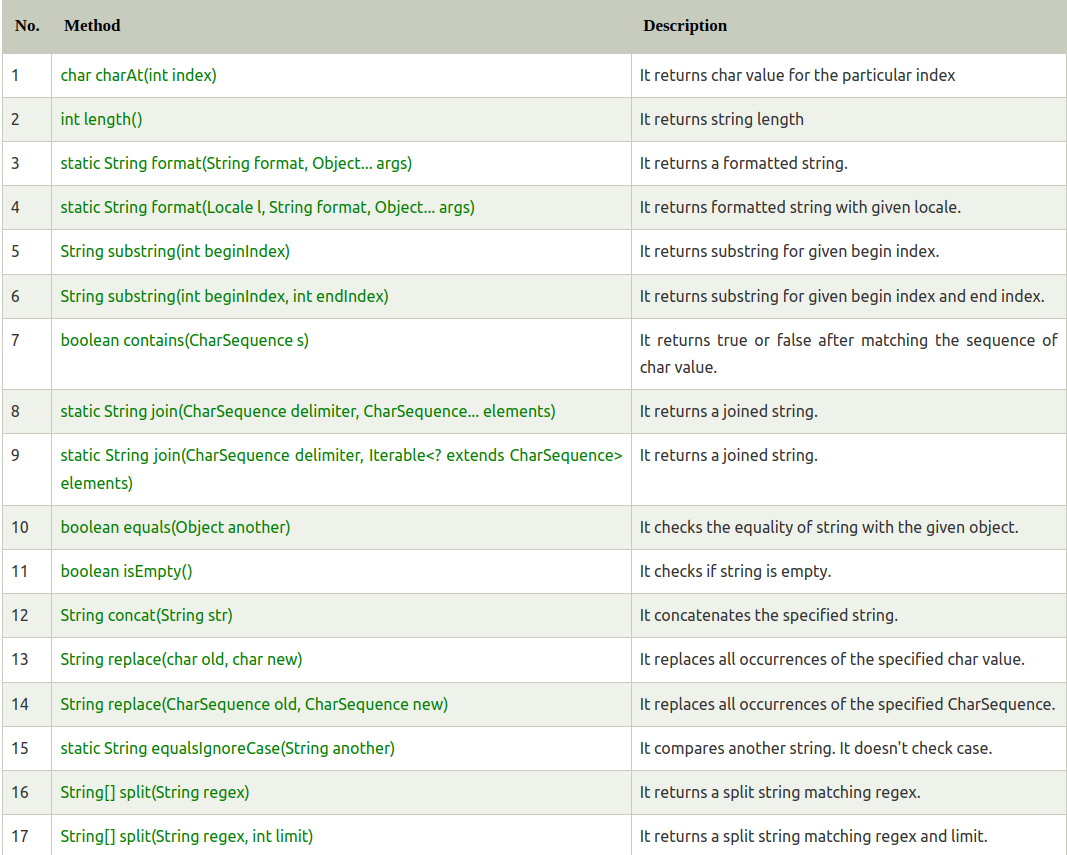 No. Method Description
1 char charAt(int index) It returns char value for the particular index
2 int length() It returns string length
3 static String format(String format, Object... args) It returns a formatted string.
4 static String format(Locale l, String format, Object... args) It returns formatted string with given locale.
5 String substring(int beginIndex) It returns substring for given begin index.
6 String substring(int beginIndex, int endIndex) It returns substring for given begin index and end index.
7 boolean contains(CharSequence s) It returns true or false after matching the sequence of
char value.
8 static String join(CharSequence delimiter, CharSequence... elements) It returns a joined string.
9 static String join(CharSequence delimiter, Iterable<? extends CharSequence> It returns a joined string.
elements)
10 boolean equals(Object another) It checks the equality of string with the given object.
11 boolean isEmpty() It checks if string is empty.
12 String concat(String str) It concatenates the specified string.
13 String replace(char old, char new) It replaces all occurrences of the specified char value.
14 String replace(CharSequence old, CharSequence new) It replaces all occurrences of the specified CharSequence.
15 static String equalsIgnoreCase(String another) It compares another string. It doesn't check case.
16 String[] split(String regex) It returns a split string matching regex.
17 String[] split(String regex, int limit) It returns a split string matching regex and limit.